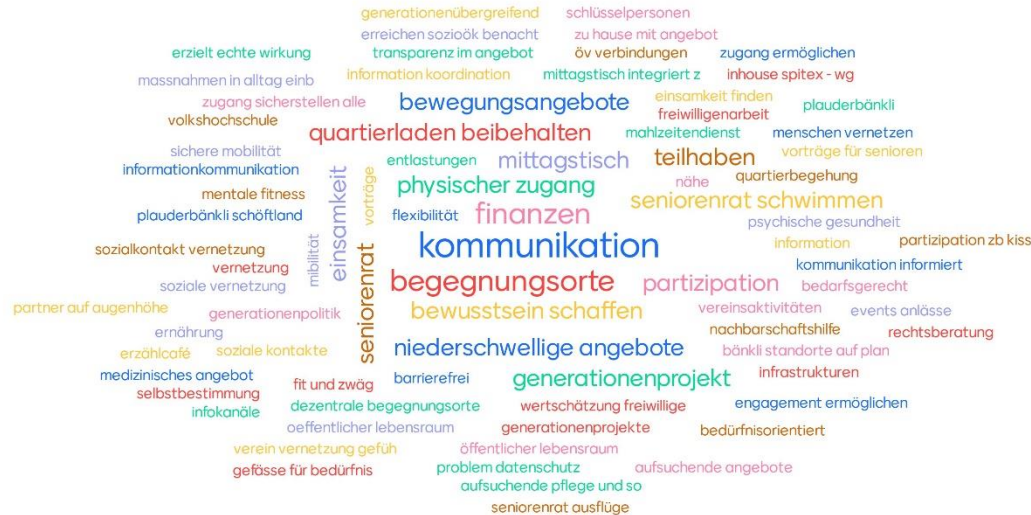 generationenübergreifend schlüsselpersonen
erreichen sozioök benacht zu hause mit angebot
erzielt echte wirkung transparenz im angebot öv verbindungen zugang ermöglichen
massnahmen in alltag einb information koordination mittagstisch integriert z inhouse spitex - wg
zugang sicherstellen alle bewegungsangebote einsamkeit finden plauderbänkli
volkshochschule quartierladen beibehalten freiwilligenarbeit
mahlzeitendienst menschen vernetzen
sichere mobilität entlastungen mittagstisch teilhaben vorträge für senioren
informationkommunikation einsamkeit vorträge physischer zugang nähe quartierbegehung
mentale fitness seniorenrat schwimmen
plauderbänkli schöftland flexibilität finanzen psychische gesundheit
sozialkontakt vernetzung mibilität seniorenrat kommunikation information partizipation zb kiss
vernetzung kommunikation informiert
soziale vernetzung begegnungsorte partizipation bedarfsgerecht
partner auf augenhöhe generationenpolitik bewusstsein schaffen vereinsaktivitäten events anlässe
ernährung nachbarschaftshilfe rechtsberatung
erzählcafé soziale kontakte niederschwellige angebote bänkli standorte auf plan
medizinisches angebot fit und zwäg barrierefrei generationenprojekt infrastrukturen
selbstbestimmung
infokanäle dezentrale begegnungsorte wertschätzung freiwillige engagement ermöglichen
oeffentlicher lebensraum generationenprojekte bedürfnisorientiert
verein vernetzung gefüh öffentlicher lebensraum
gefässe für bedürfnis problem datenschutz aufsuchende angebote
aufsuchende pflege und so
seniorenrat ausflüge